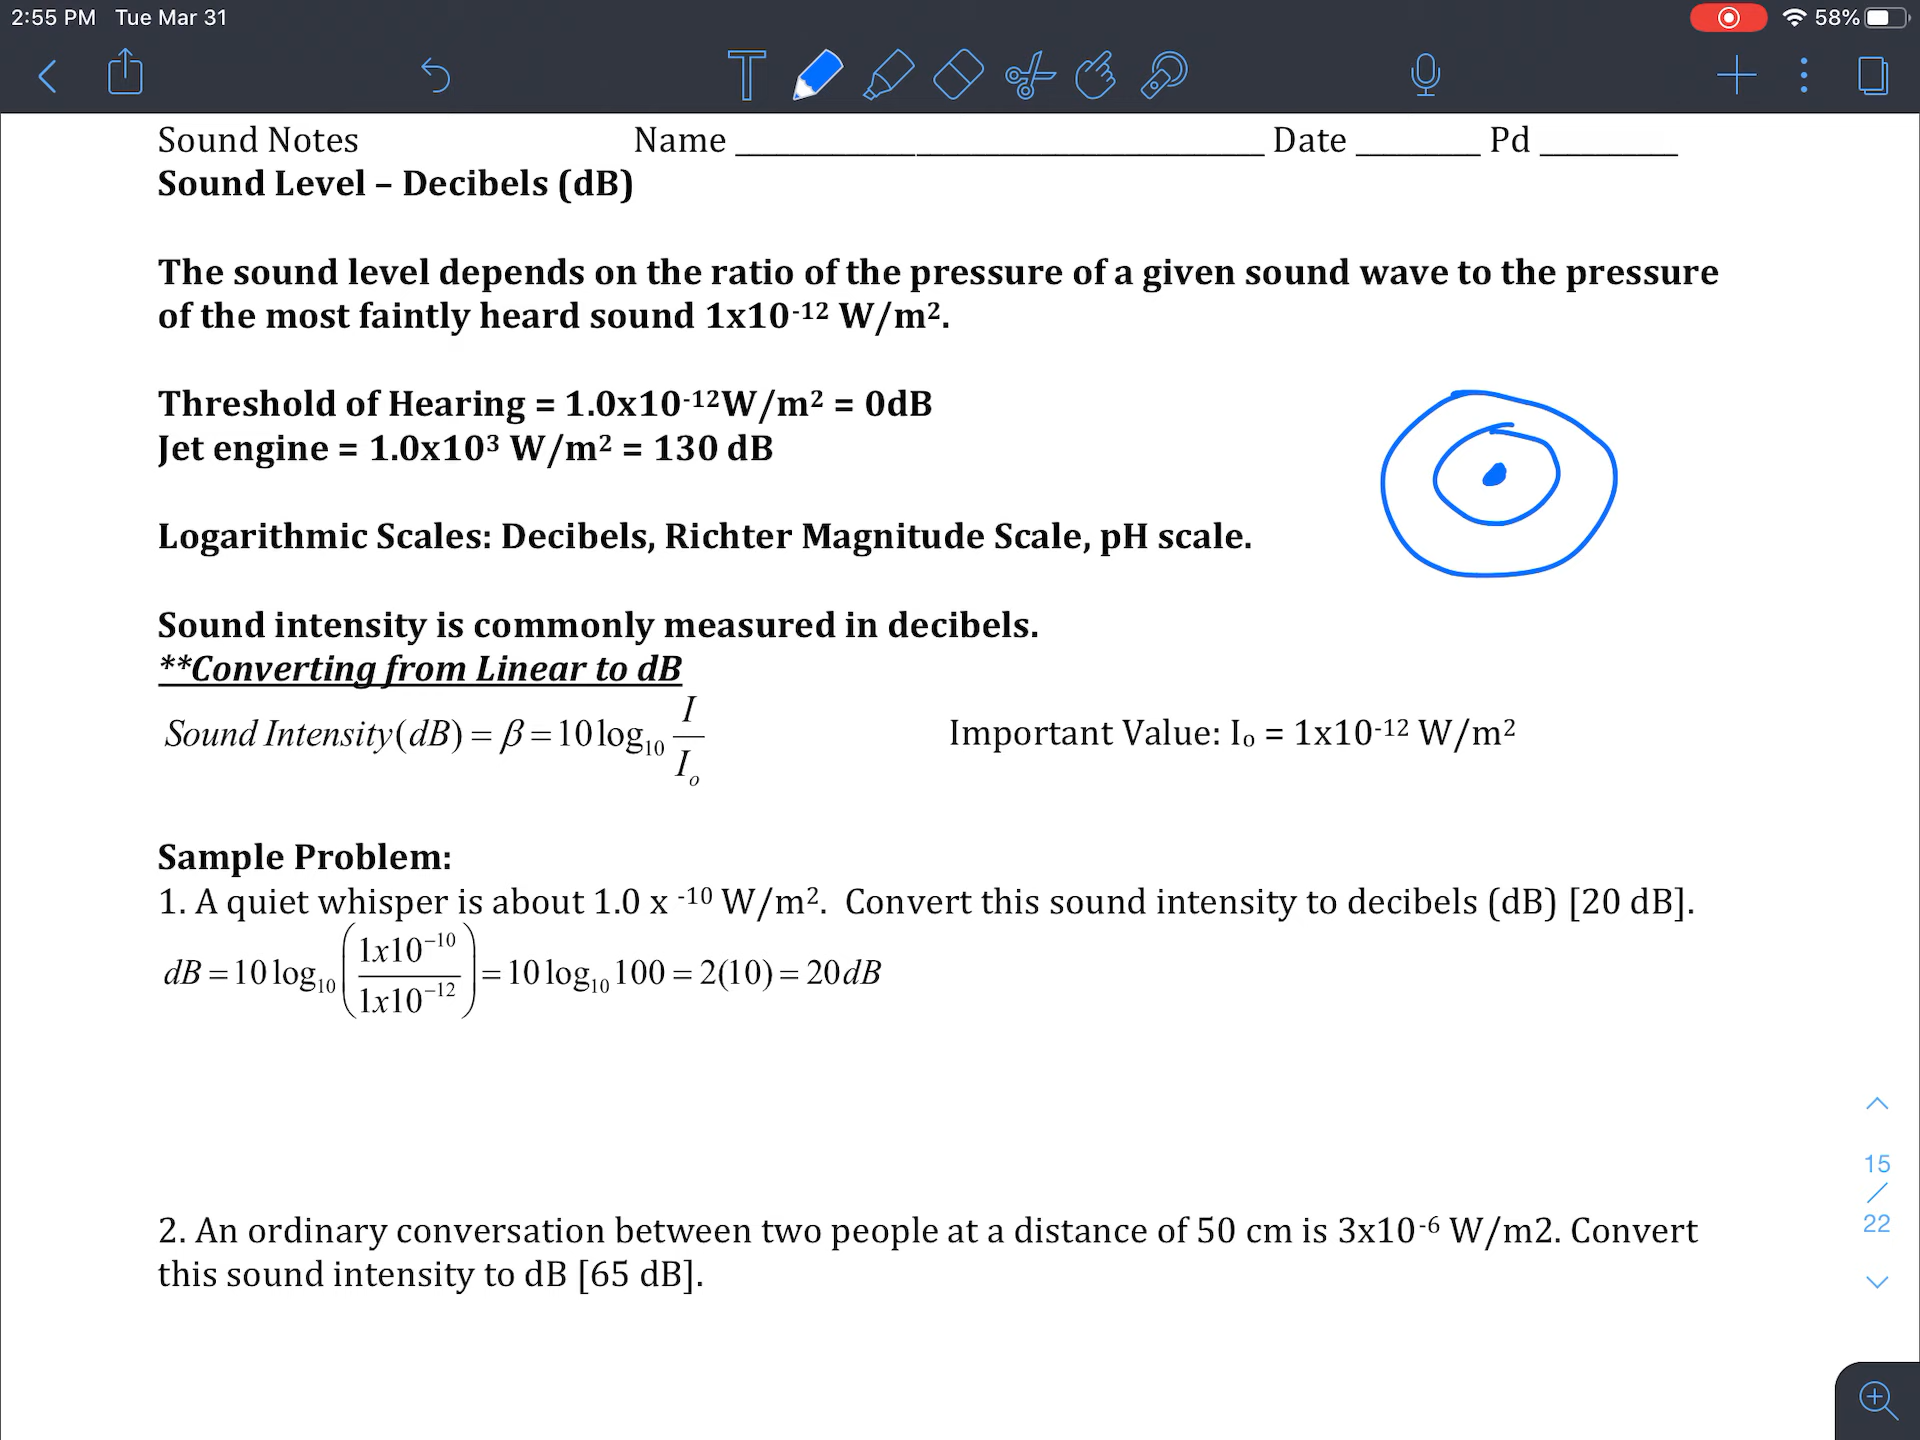 2:55 PM Tue Mar 31
58%
T
Sound Notes Name ______________________________ Date _________ Pd __________
Sound Level – Decibels (dB)
The sound level depends on the ratio of the pressure of a given sound wave to the pressure
of the most faintly heard sound 1x10⁻¹² W/m².
Threshold of Hearing = 1.0x10⁻¹²W/m² = 0dB
Jet engine = 1.0x10³ W/m² = 130 dB
Logarithmic Scales: Decibels, Richter Magnitude Scale, pH scale.
Sound intensity is commonly measured in decibels.
**Converting from Linear to dB
Sound Intensity(dB) = β = 10 log₁₀ I/Iₒ Important Value: Iₒ = 1x10⁻¹² W/m²
Sample Problem:
1. A quiet whisper is about 1.0 x ⁻¹⁰ W/m². Convert this sound intensity to decibels (dB) [20 dB].
dB = 10 log₁₀ (1x10⁻¹⁰/1x10⁻¹²) = 10 log₁₀ 100 = 2(10) = 20dB
2. An ordinary conversation between two people at a distance of 50 cm is 3x10⁻⁶ W/m2. Convert
this sound intensity to dB [65 dB].
15
/
22